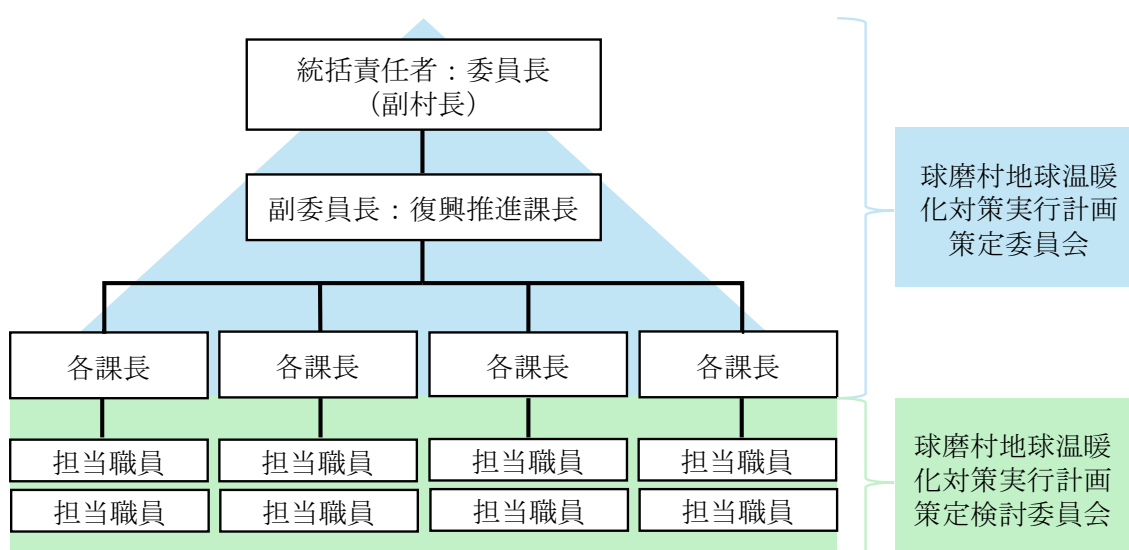 統括責任者：委員長
（副村長）
副委員長：復興推進課長
各課長
各課長
各課長
各課長
担当職員
担当職員
担当職員
担当職員
担当職員
担当職員
担当職員
担当職員
球磨村地球温暖
化対策実行計画
策定委員会
球磨村地球温暖
化対策実行計画
策定検討委員会